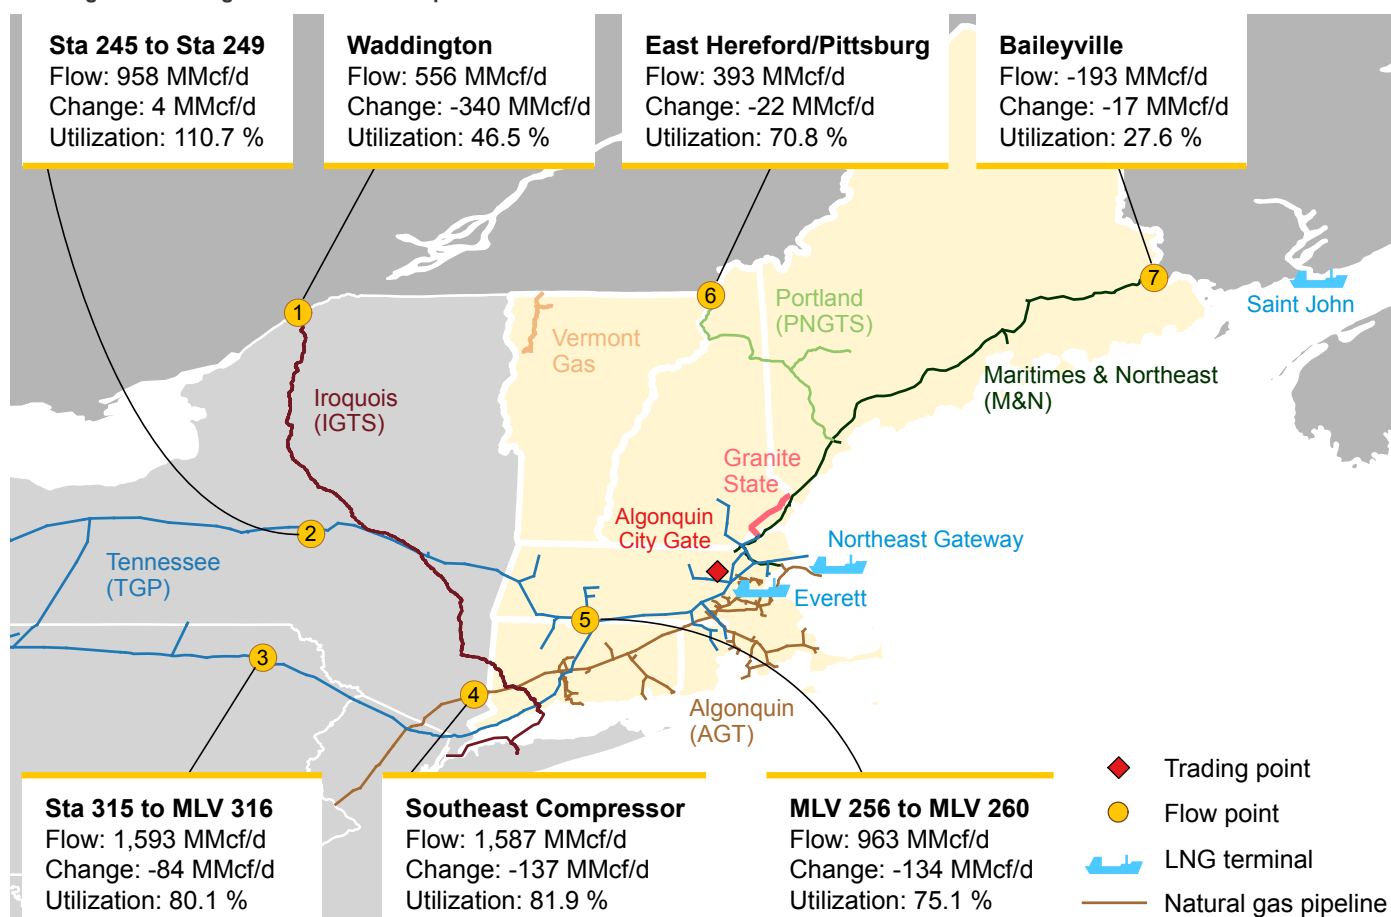 Sta 245 to Sta 249
Flow: 958 MMcf/d
Change: 4 MMcf/d
Utilization: 110.7 %
Waddington
Flow: 556 MMcf/d
Change: -340 MMcf/d
Utilization: 46.5 %
East Hereford/Pittsburg
Flow: 393 MMcf/d
Change: -22 MMcf/d
Utilization: 70.8 %
Baileyville
Flow: -193 MMcf/d
Change: -17 MMcf/d
Utilization: 27.6 %
1
6
7
Portland
(PNGTS)
Saint John
Vermont
Gas
Iroquois
(IGTS)
Maritimes & Northeast
(M&N)
Granite
State
Algonquin
City Gate
2
Tennessee
(TGP)
Northeast Gateway
Everett
5
3
4
Algonquin
(AGT)
Sta 315 to MLV 316
Flow: 1,593 MMcf/d
Change: -84 MMcf/d
Utilization: 80.1 %
Southeast Compressor
Flow: 1,587 MMcf/d
Change: -137 MMcf/d
Utilization: 81.9 %
MLV 256 to MLV 260
Flow: 963 MMcf/d
Change: -134 MMcf/d
Utilization: 75.1 %
Trading point
Flow point
LNG terminal
Natural gas pipeline